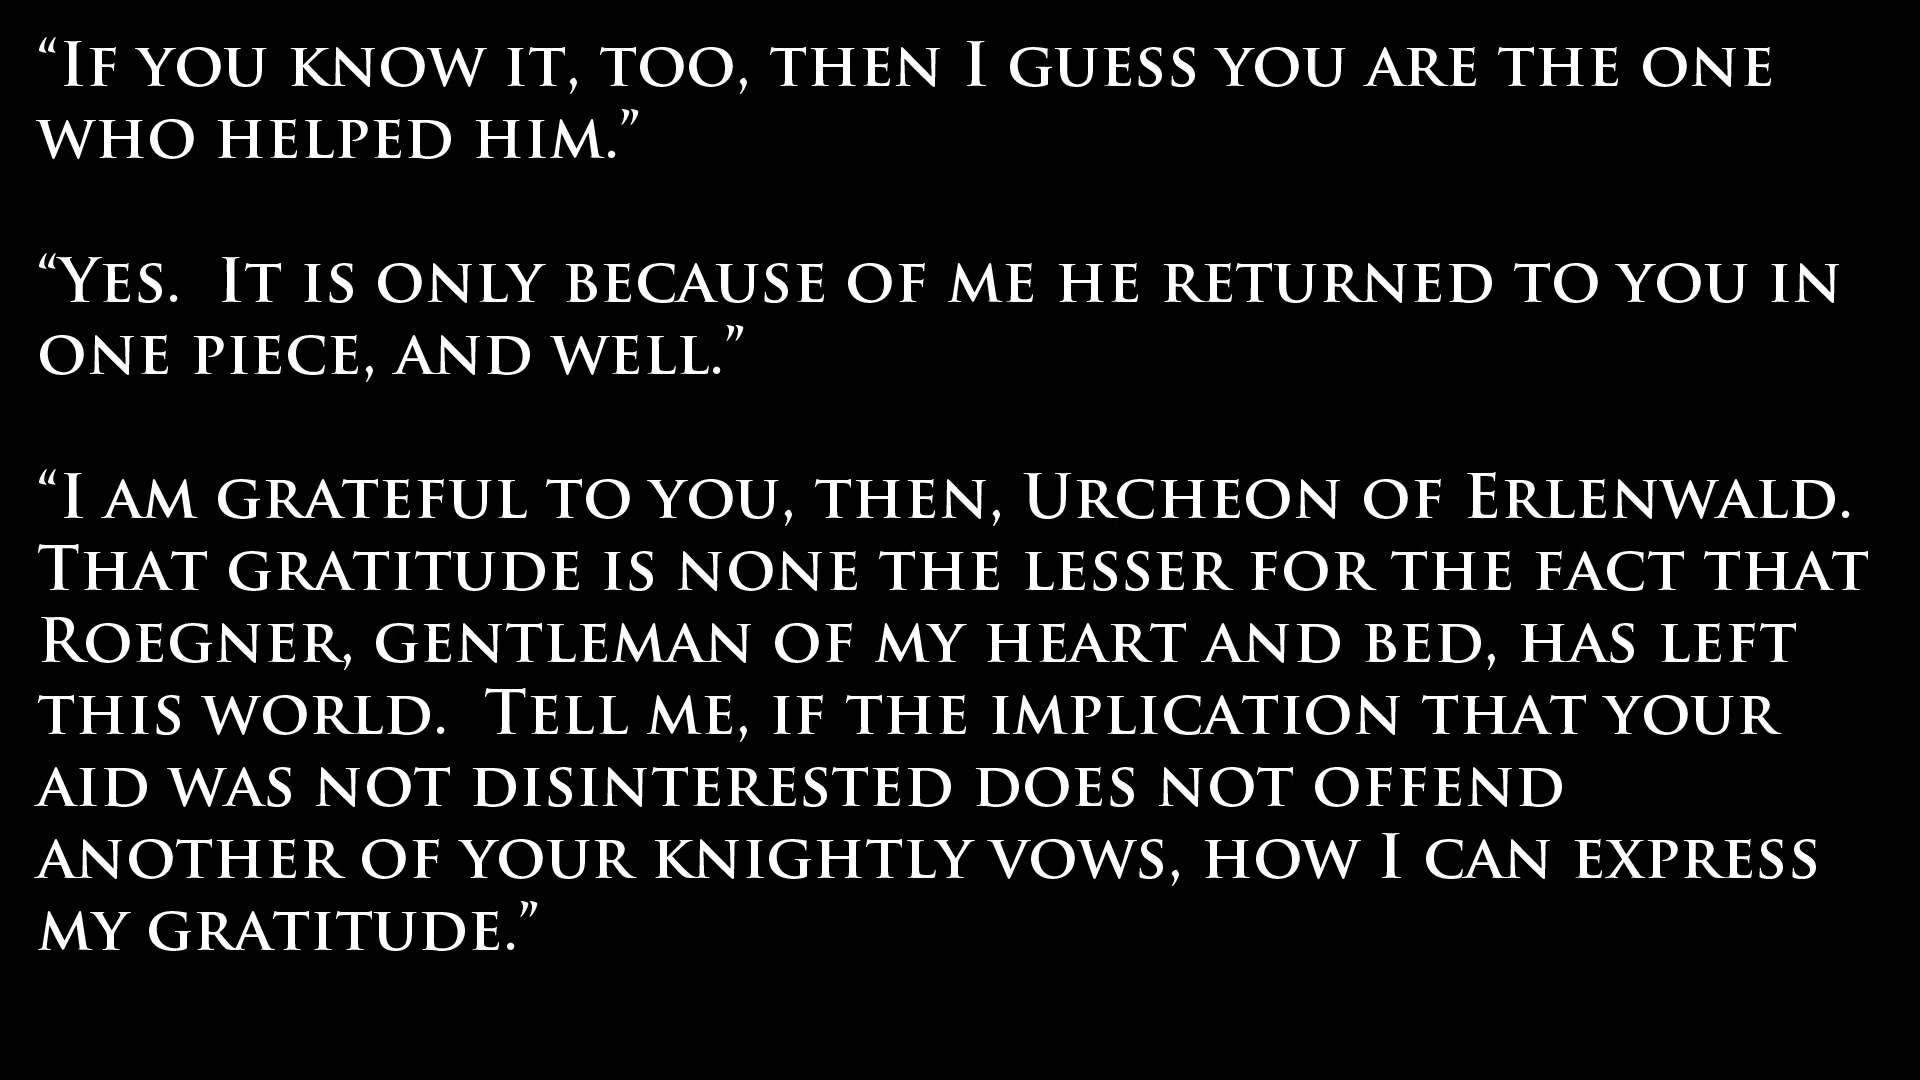 “If you know it, too, then I guess you are the one
who helped him.”
“Yes.  It is only because of me he returned to you in
one piece, and well.”
“I am grateful to you, then, Urcheon of Erlenwald.
That gratitude is none the lesser for the fact that
Roegner, gentleman of my heart and bed, has left
this world.  Tell me, if the implication that your
aid was not disinterested does not offend
another of your knightly vows, how I can express
my gratitude.”